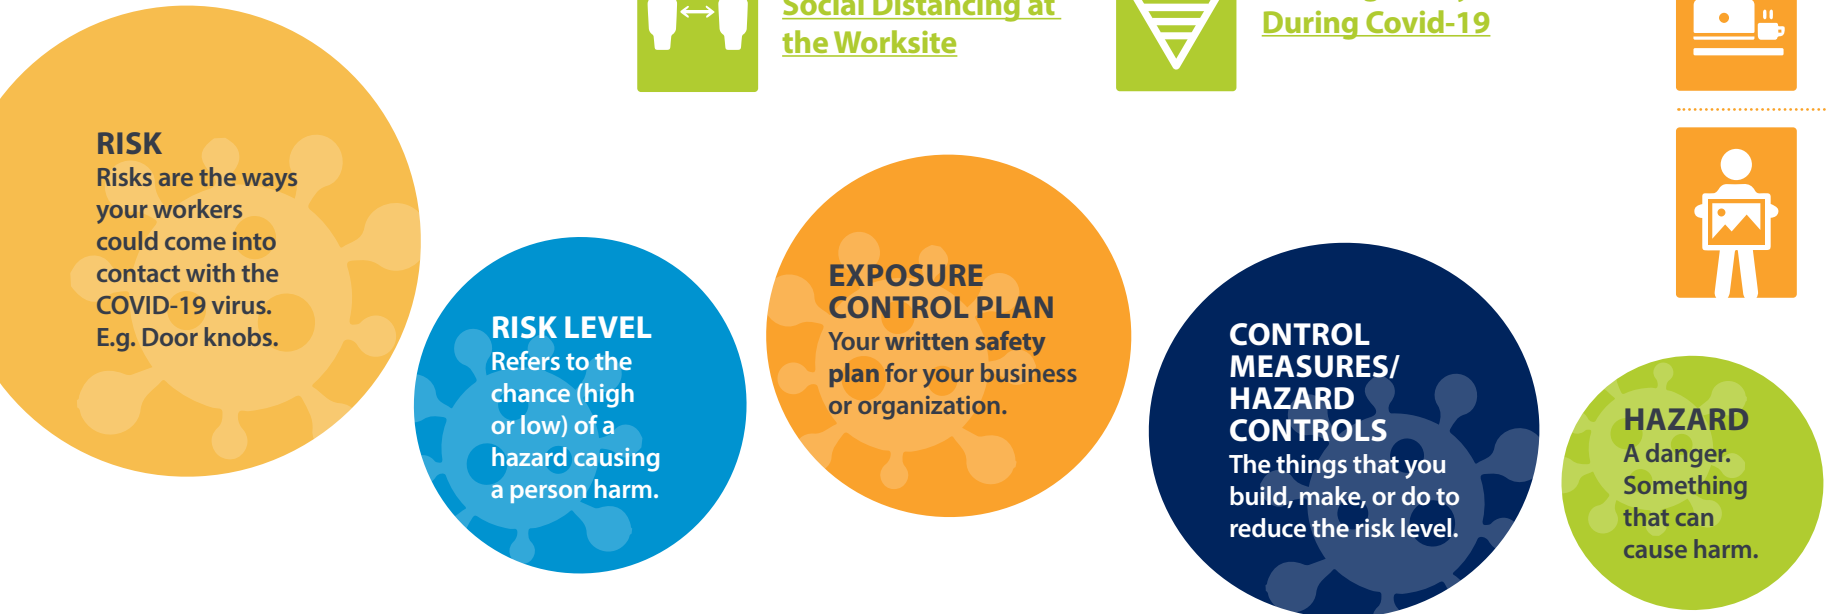 Social Distancing at
the Worksite
During Covid-19
RISK
Risks are the ways
your workers
could come into
contact with the
COVID-19 virus.
E.g. Door knobs.
RISK LEVEL
Refers to the
chance (high
or low) of a
hazard causing
a person harm.
EXPOSURE
CONTROL PLAN
Your written safety
plan for your business
or organization.
CONTROL
MEASURES/
HAZARD
CONTROLS
The things that you
build, make, or do to
reduce the risk level.
HAZARD
A danger.
Something
that can
cause harm.